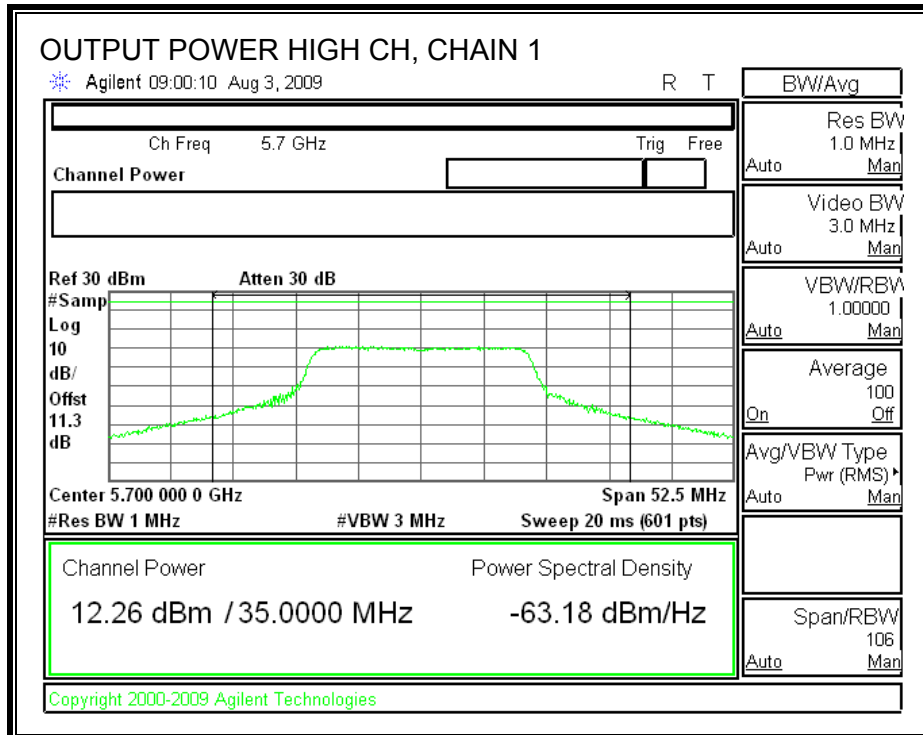 OUTPUT POWER HIGH CH, CHAIN 1
Agilent 09:00:10 Aug 3, 2009 R T
Ch Freq 5.7 GHz Trig Free
Channel Power
Ref 30 dBm Atten 30 dB
#Samp
Log
10
dB/
Offst
11.3
dB
Center 5.700 000 0 GHz Span 52.5 MHz
#Res BW 1 MHz #VBW 3 MHz Sweep 20 ms (601 pts)
Channel Power Power Spectral Density
12.26 dBm / 35.0000 MHz -63.18 dBm/Hz
Copyright 2000-2009 Agilent Technologies
BW/Avg
Res BW
1.0 MHz
Auto Man
Video BW
3.0 MHz
Auto Man
VBW/RBW
1.00000
Auto Man
Average
100
On Off
Avg/VBW Type
Pwr (RMS)
Auto Man
Span/RBW
106
Auto Man